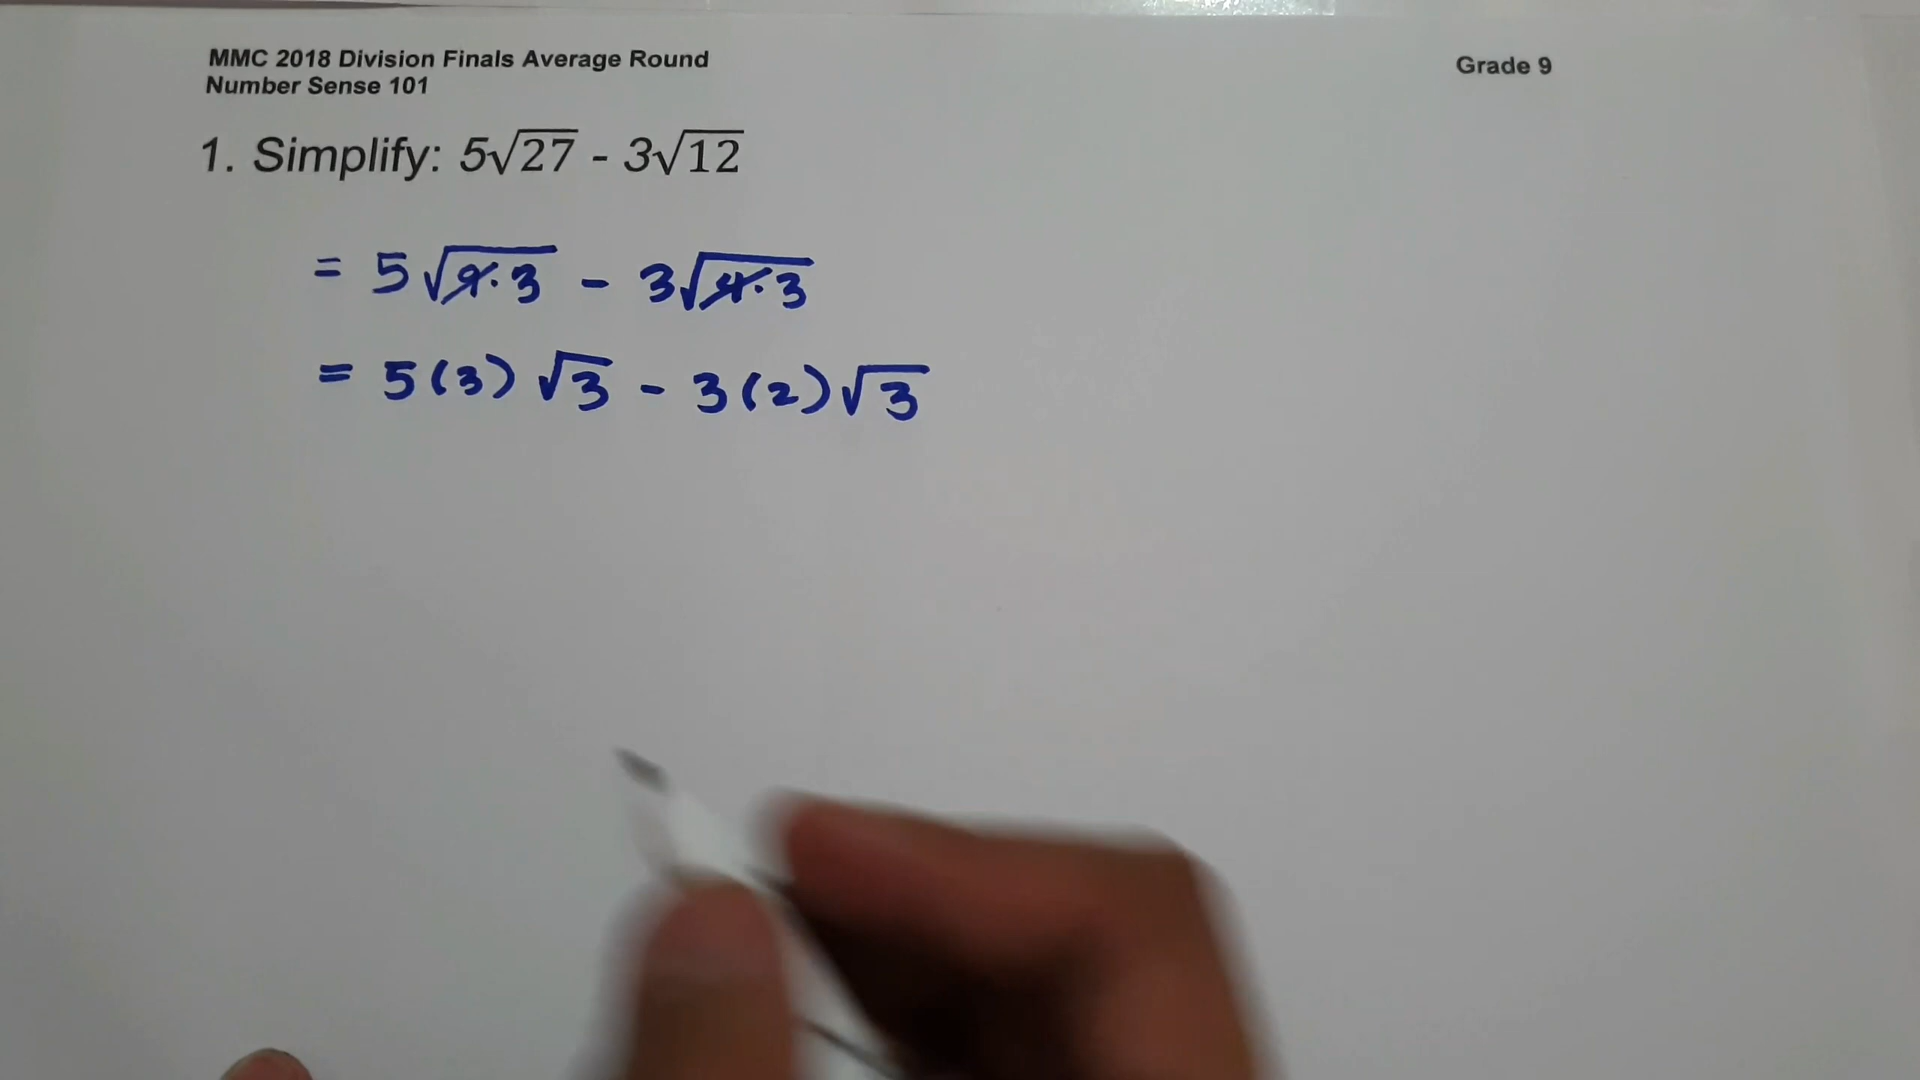 MMC 2018 Division Finals Average Round
Grade 9
Number Sense 101
1. Simplify: 5√27 - 3√12
= 5√9·3 - 3√4·3
= 5(3)√3 - 3(2)√3